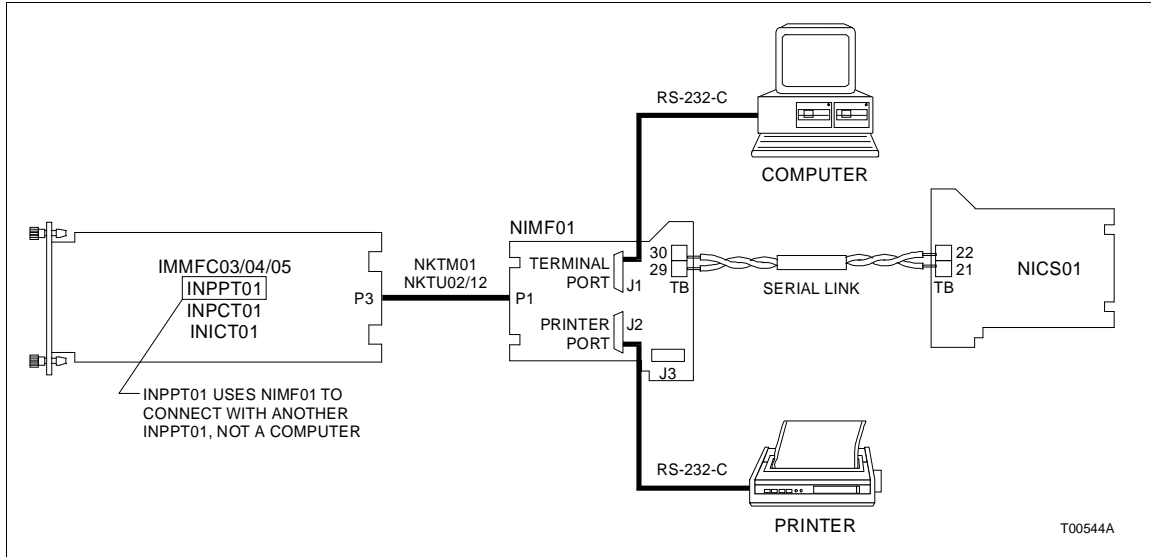 RS-232-C
COMPUTER
NIMF01
IMMFC03/04/05
INPPT01
INPCT01
INICT01
P3
NKTM01
NKTU02/12
P1
TERMINAL
PORT
J1
30
29
TB
SERIAL LINK
22
21
TB
NICS01
PRINTER
PORT
J2
J3
INPPT01 USES NIMF01 TO
CONNECT WITH ANOTHER
INPPT01, NOT A COMPUTER
RS-232-C
PRINTER
T00544A